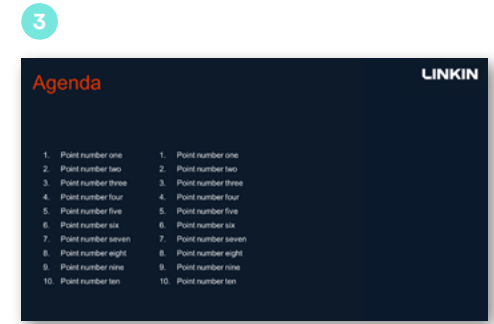 3
LINKIN
Agenda
1. Point number one
2. Point number two
3. Point number three
4. Point number four
5. Point number five
6. Point number six
7. Point number seven
8. Point number eight
9. Point number nine
10. Point number ten
1. Point number one
2. Point number two
3. Point number three
4. Point number four
5. Point number five
6. Point number six
7. Point number seven
8. Point number eight
9. Point number nine
10. Point number ten